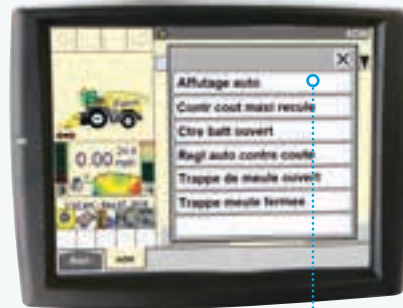 Affutage auto
Contr cout maxi recule
Ctre batt ouvert
Regl auto contre coute
Trappe de meule ouvert
Trappe meule fermee
0.00
mph